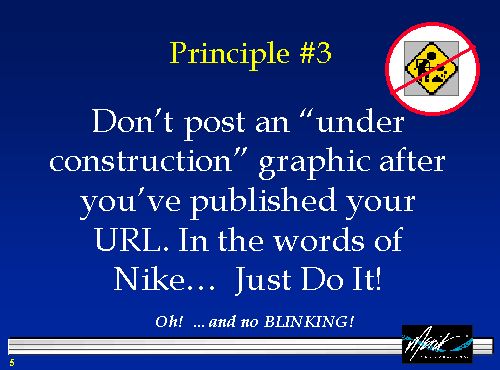 Principle #3
Don’t post an “under
construction” graphic after
you’ve published your
URL. In the words of
Nike… Just Do It!
Oh! …and no BLINKING!
5